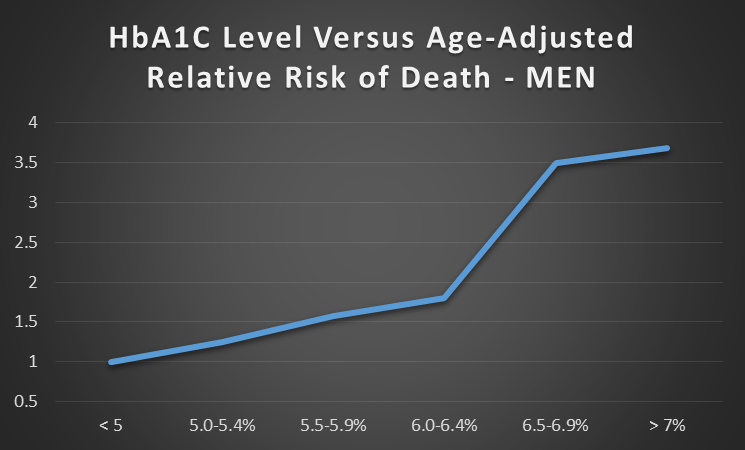 HbA1C Level Versus Age-Adjusted
Relative Risk of Death - MEN
4
3.5
3
2.5
2
1.5
1
0.5
< 5 5.0-5.4% 5.5-5.9% 6.0-6.4% 6.5-6.9% > 7%